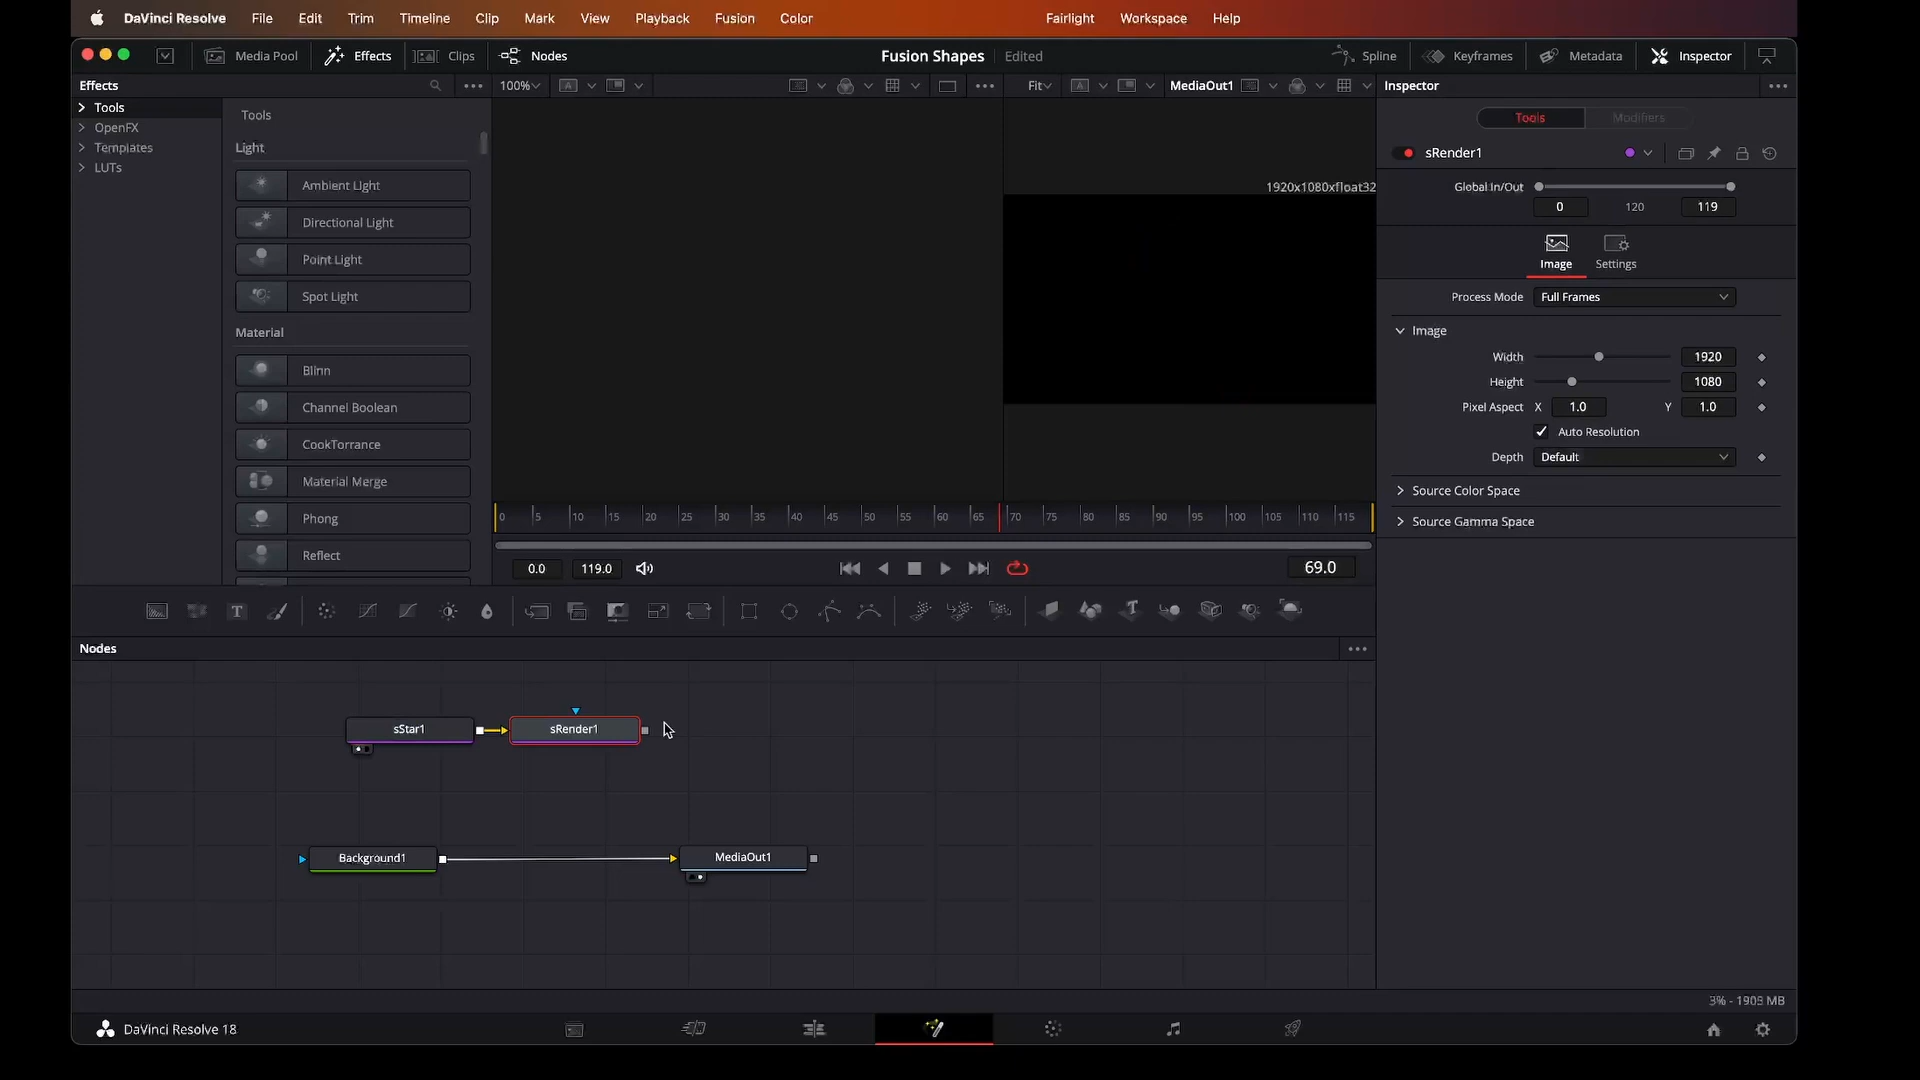 DaVinci Resolve File Edit Trim Timeline Clip Mark View Playback Fusion Color Fairlight Workspace Help
Media Pool Effects Clips Nodes Fusion Shapes Edited Spline Keyframes Metadata Inspector
Effects 100% Fit MediaOut1 Inspector
Tools
OpenFX
Templates
LUTs
Tools
Light
Ambient Light
Directional Light
Point Light
Spot Light
Material
Blinn
Channel Boolean
CookTorrance
Material Merge
Phong
Reflect
1920x1080xfloat32
0 5 10 15 20 25 30 35 40 45 50 55 60 65 70 75 80 85 90 95 100 105 110 115
0.0 119.0 69.0
Tools Modifiers
sRender1
Global In/Out
0 120 119
Image Settings
Process Mode Full Frames
Image
Width 1920
Height 1080
Pixel Aspect X 1.0 Y 1.0
Auto Resolution
Depth Default
Source Color Space
Source Gamma Space
T T
Nodes
sStar1 sRender1
Background1 MediaOut1
3% - 1905 MB
DaVinci Resolve 18